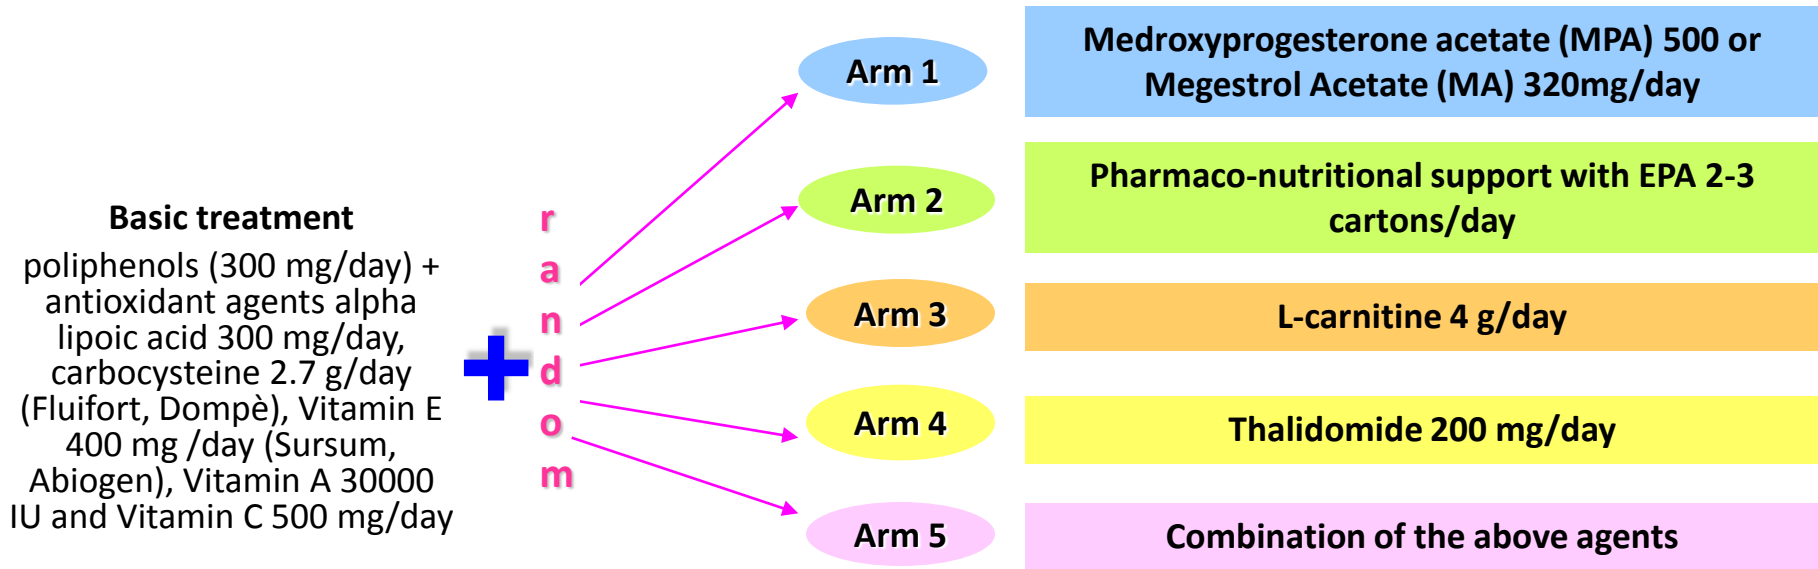 Basic treatment
poliphenols (300 mg/day) +
antioxidant agents alpha
lipoic acid 300 mg/day,
carbocysteine 2.7 g/day
(Fluifort, Dompè), Vitamin E
400 mg /day (Sursum,
Abiogen), Vitamin A 30000
IU and Vitamin C 500 mg/day
+
r
a
n
d
o
m
Arm 1
Medroxyprogesterone acetate (MPA) 500 or
Megestrol Acetate (MA) 320mg/day
Arm 2
Pharmaco-nutritional support with EPA 2-3
cartons/day
Arm 3
L-carnitine 4 g/day
Arm 4
Thalidomide 200 mg/day
Arm 5
Combination of the above agents